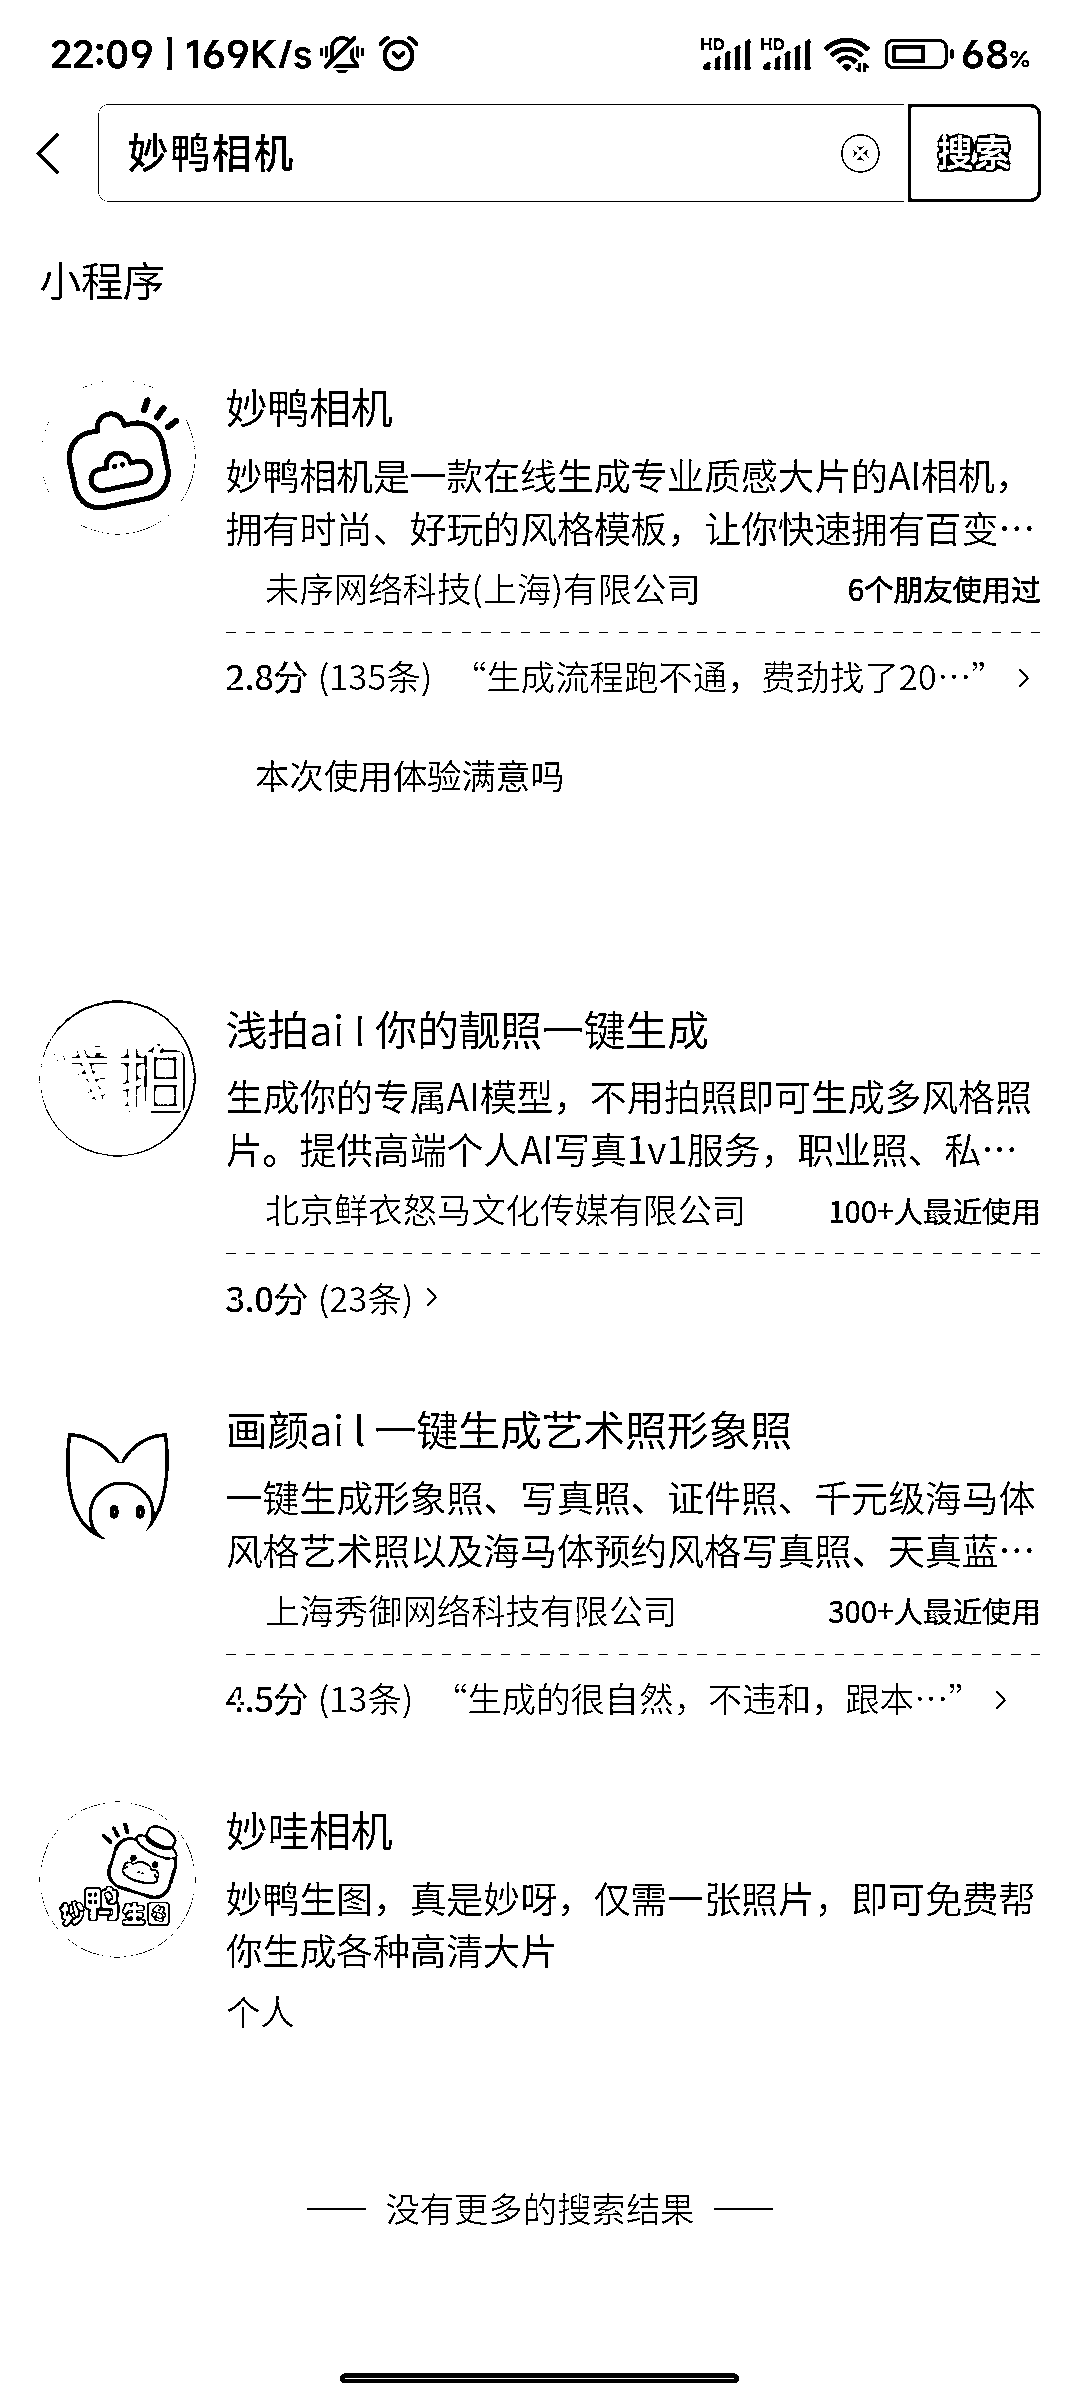 22:09 | 169K/s HD HD 68%
妙鸭相机 搜索
小程序
妙鸭相机
妙鸭相机是一款在线生成专业质感大片的AI相机，
拥有时尚、好玩的风格模板，让你快速拥有百变…
未序网络科技(上海)有限公司 6个朋友使用过
2.8分 (135条) “生成流程跑不通，费劲找了20…”
本次使用体验满意吗
浅拍ai l 你的靓照一键生成
生成你的专属AI模型，不用拍照即可生成多风格照
片。提供高端个人AI写真1v1服务，职业照、私…
北京鲜衣怒马文化传媒有限公司 100+人最近使用
3.0分 (23条)
画颜ai l 一键生成艺术照形象照
一键生成形象照、写真照、证件照、千元级海马体
风格艺术照以及海马体预约风格写真照、天真蓝…
上海秀御网络科技有限公司 300+人最近使用
4.5分 (13条) “生成的很自然，不违和，跟本…”
妙哇相机
妙鸭生图
妙鸭生图，真是妙呀，仅需一张照片，即可免费帮
你生成各种高清大片
个人
没有更多的搜索结果